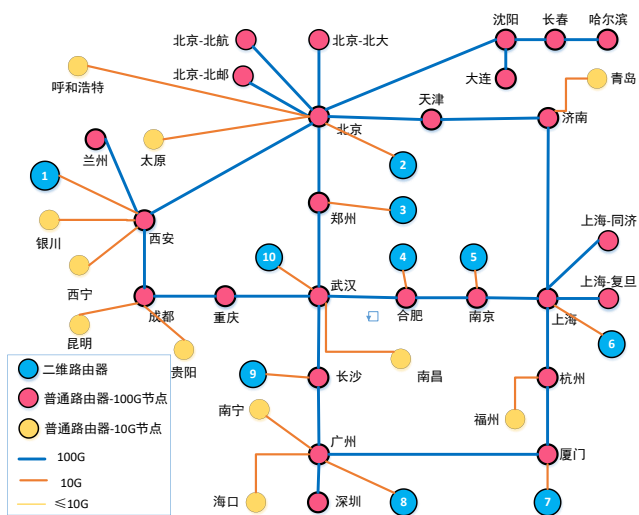 沈阳
长春
哈尔滨
北京-北航
北京-北大
北京-北邮
呼和浩特
大连
青岛
天津
济南
北京
兰州
太原
2
1
3
郑州
上海-同济
银川
西安
10
4
5
西宁
武汉
上海-复旦
成都
重庆
合肥
南京
上海
昆明
6
贵阳
南昌
二维路由器
9
长沙
杭州
普通路由器-100G节点
南宁
福州
普通路由器-10G节点
广州
厦门
100G
10G
海口
深圳
8
7
≤10G